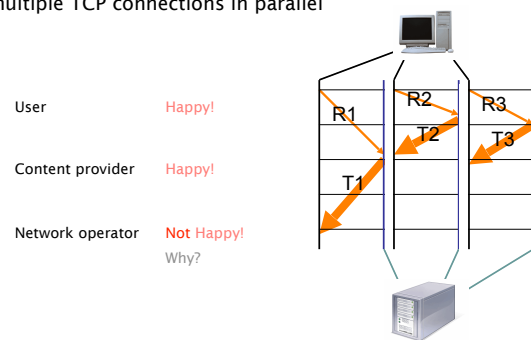 multiple TCP connections in parallel
User Happy!
Content provider Happy!
Network operator Not Happy!
Why?
R1 R2 R3
T1 T2 T3